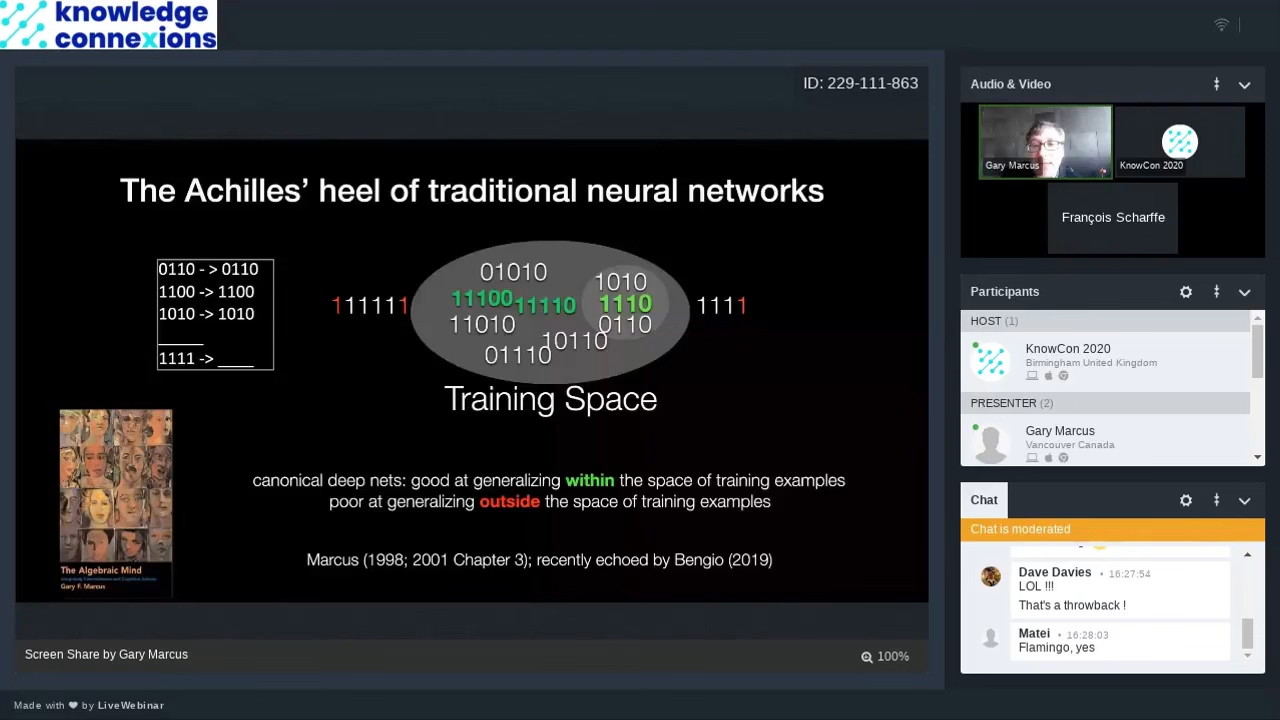 knowledge
connexions
ID: 229-111-863
The Achilles’ heel of traditional neural networks
0110 -> 0110
1100 -> 1100
1010 -> 1010
_____
1111 -> ____
111111
01010
11100
11110
11010
10110
01110
1010
1110
0110
1111
Training Space
canonical deep nets: good at generalizing within the space of training examples
poor at generalizing outside the space of training examples
Marcus (1998; 2001 Chapter 3); recently echoed by Bengio (2019)
The Algebraic Mind
Gary F. Marcus
Screen Share by Gary Marcus
100%
Made with ❤ by LiveWebinar
Audio & Video
Gary Marcus
KnowCon 2020
François Scharffe
Participants
HOST (1)
KnowCon 2020
Birmingham United Kingdom
PRESENTER (2)
Gary Marcus
Vancouver Canada
Chat
Chat is moderated
Dave Davies • 16:27:54
LOL !!!
That's a throwback !
Matei • 16:28:03
Flamingo, yes